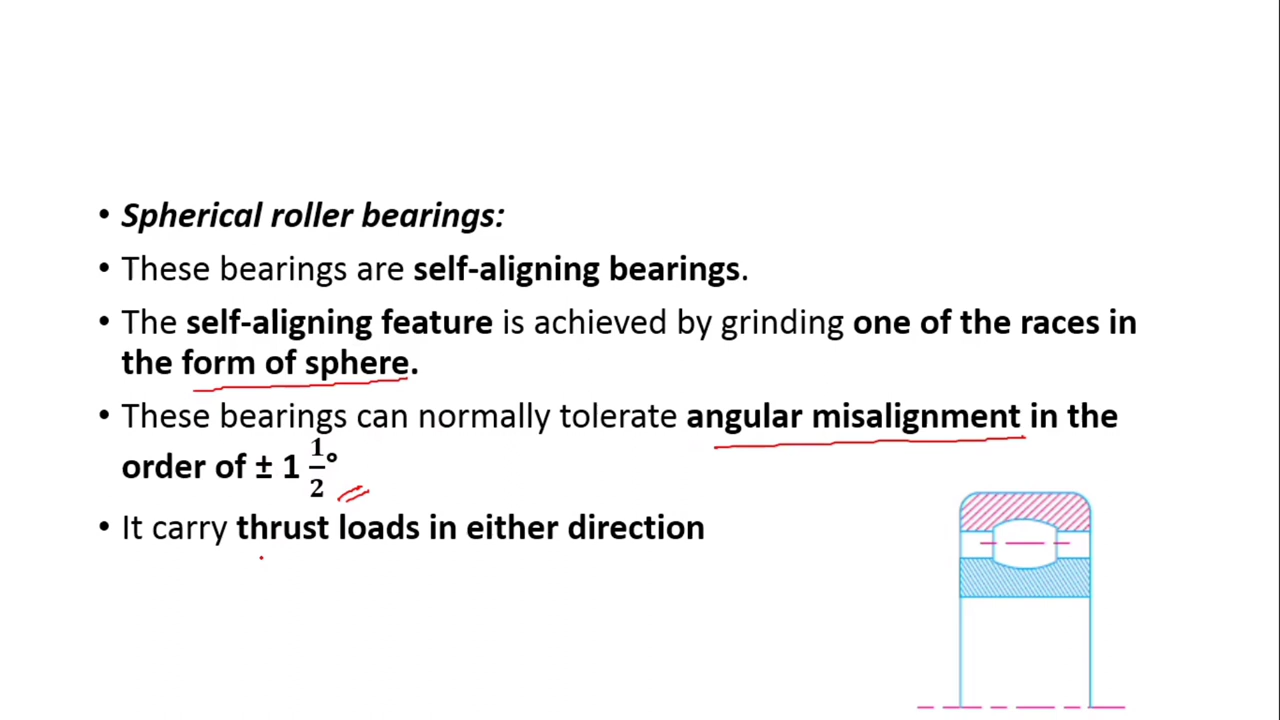 • Spherical roller bearings:
• These bearings are self-aligning bearings.
• The self-aligning feature is achieved by grinding one of the races in
the form of sphere.
• These bearings can normally tolerate angular misalignment in the
order of ± 1 1/2°
• It carry thrust loads in either direction